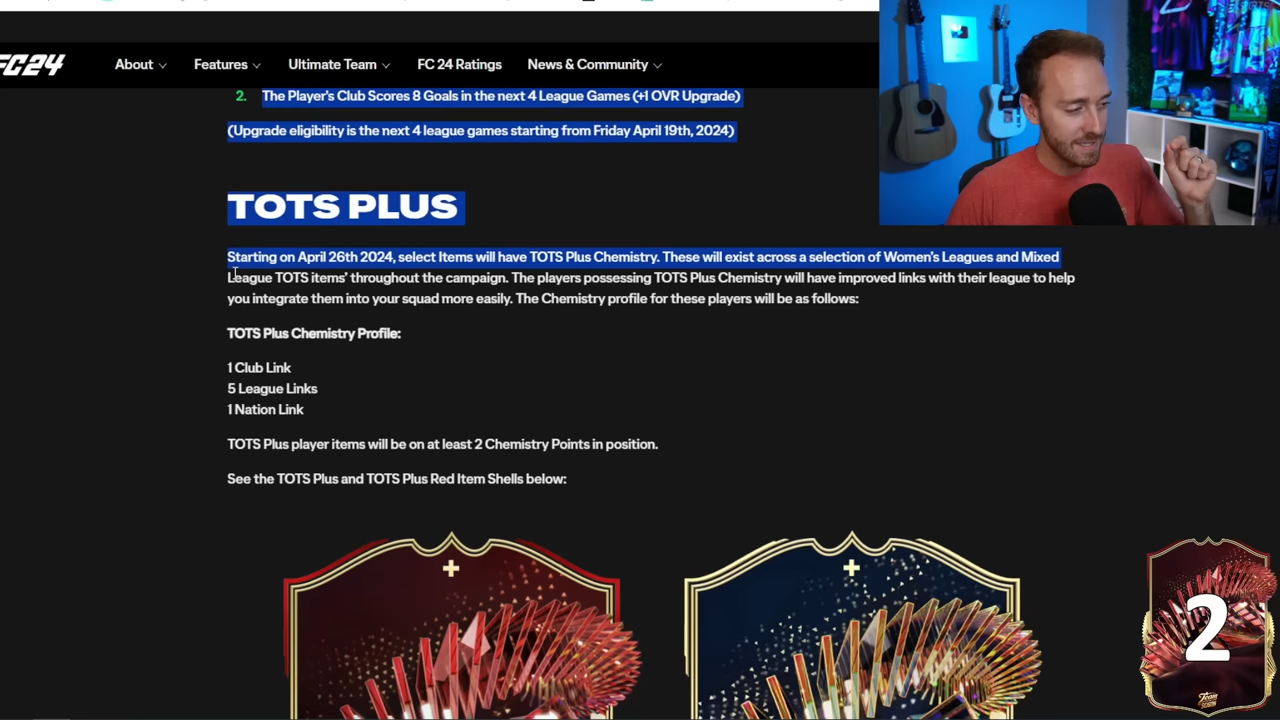 FC24
About
Features
Ultimate Team
FC 24 Ratings
News & Community
2. The Player's Club Scores 8 Goals in the next 4 League Games (+1 OVR Upgrade)
(Upgrade eligibility is the next 4 league games starting from Friday April 19th, 2024)
TOTS PLUS
Starting on April 26th 2024, select Items will have TOTS Plus Chemistry. These will exist across a selection of Women's Leagues and Mixed
League TOTS items' throughout the campaign. The players possessing TOTS Plus Chemistry will have improved links with their league to help
you integrate them into your squad more easily. The Chemistry profile for these players will be as follows:
TOTS Plus Chemistry Profile:
1 Club Link
5 League Links
1 Nation Link
TOTS Plus player items will be on at least 2 Chemistry Points in position.
See the TOTS Plus and TOTS Plus Red Item Shells below:
+
+
2